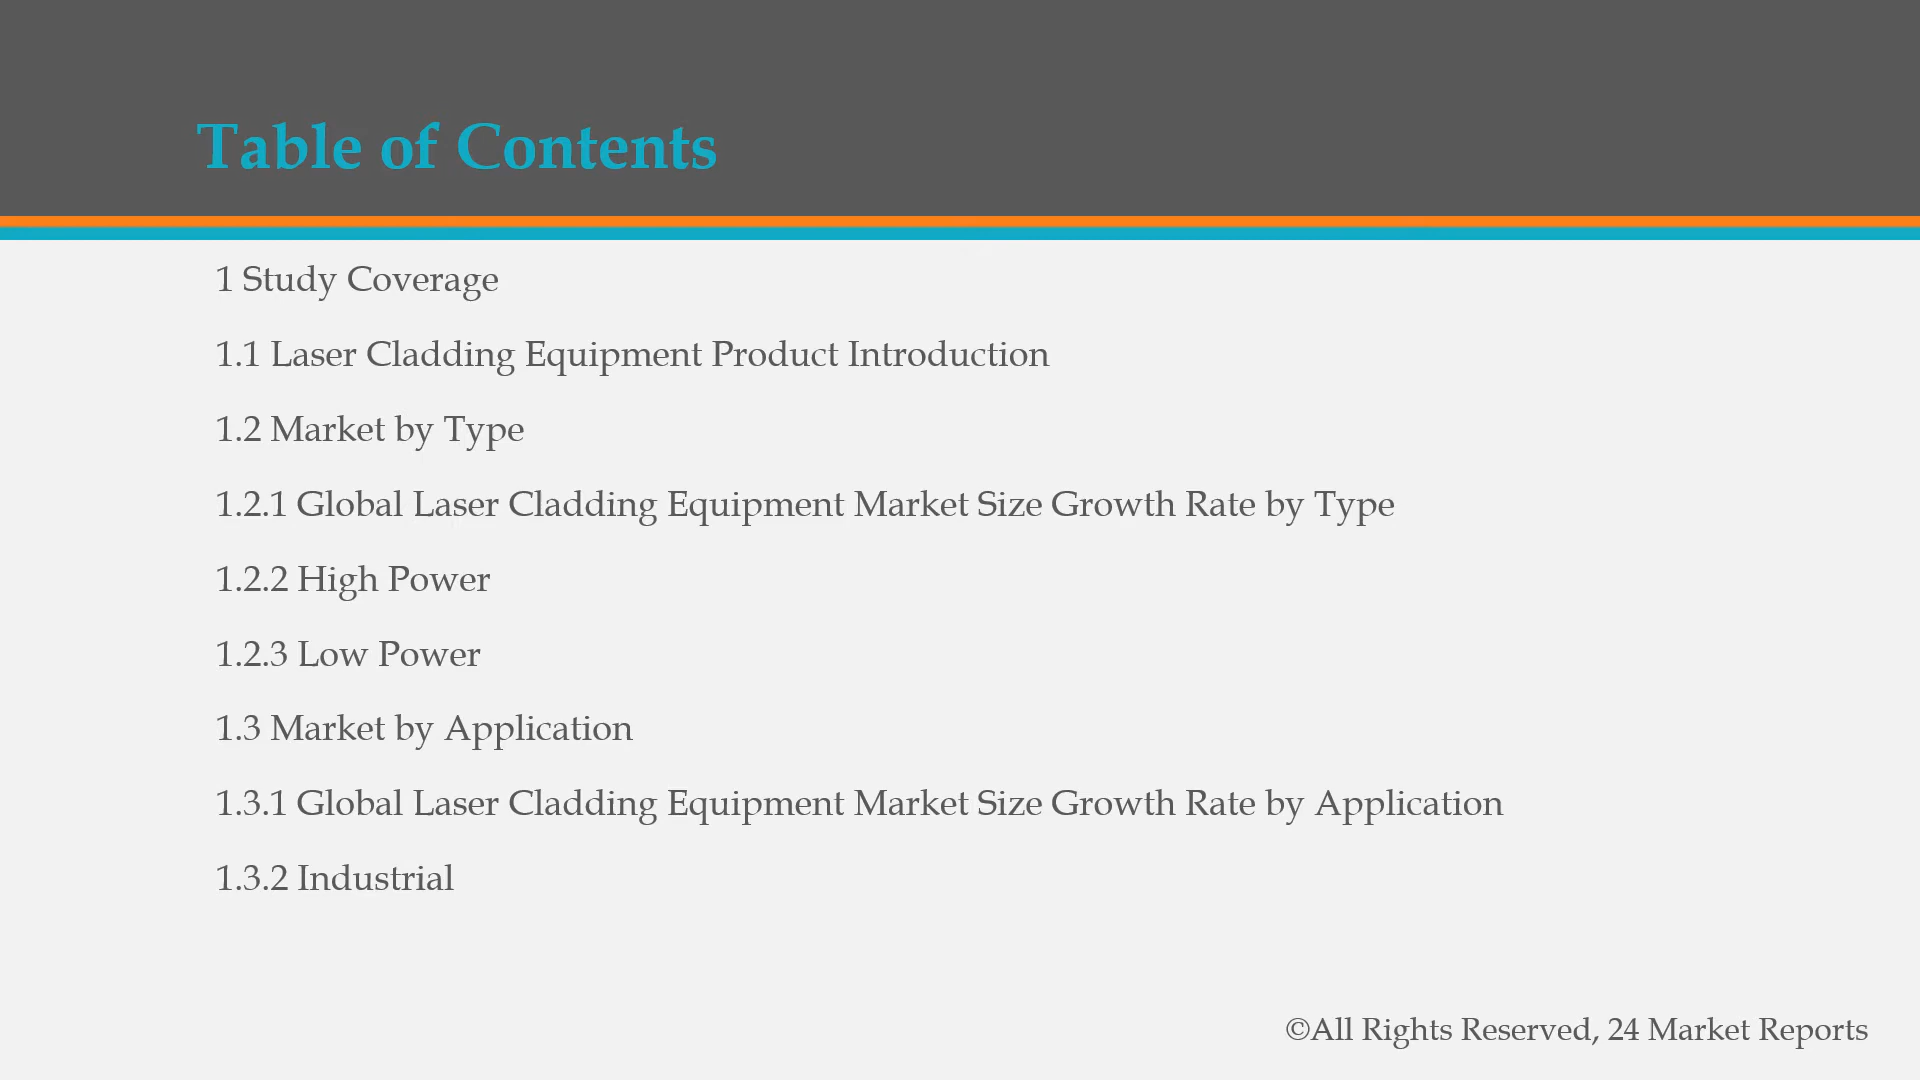 Table of Contents
1 Study Coverage
1.1 Laser Cladding Equipment Product Introduction
1.2 Market by Type
1.2.1 Global Laser Cladding Equipment Market Size Growth Rate by Type
1.2.2 High Power
1.2.3 Low Power
1.3 Market by Application
1.3.1 Global Laser Cladding Equipment Market Size Growth Rate by Application
1.3.2 Industrial
©All Rights Reserved, 24 Market Reports